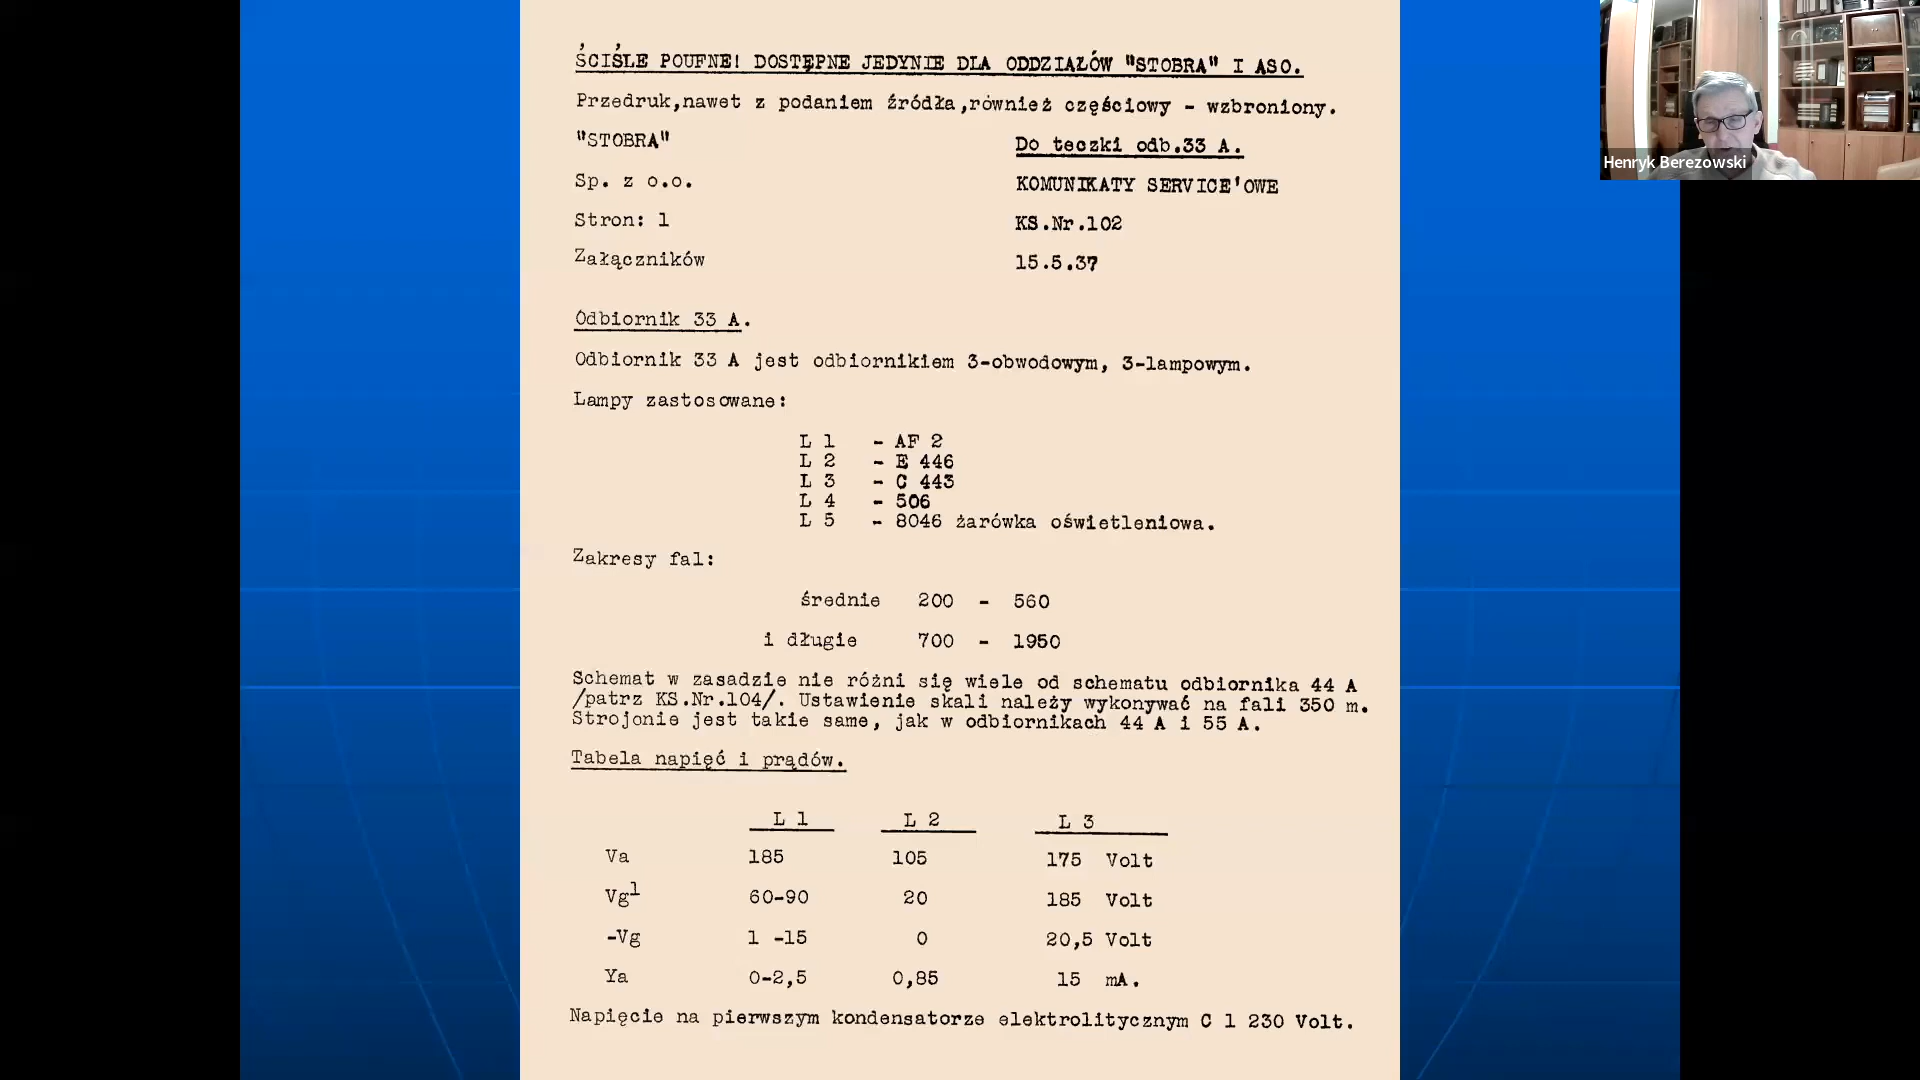 ŚCIŚLE POUFNE! DOSTĘPNE JEDYNIE DLA ODDZIAŁÓW "STOBRA" I ASO.
Przedruk,nawet z podaniem źródła,również częściowy - wzbroniony.
"STOBRA"
Do teczki odb.33 A.
Sp. z o.o.
KOMUNIKATY SERVICE'OWE
Stron: 1
KS.Nr.102
Załączników
15.5.37
Odbiornik 33 A.
Odbiornik 33 A jest odbiornikiem 3-obwodowym, 3-lampowym.
Lampy zastosowane:
L 1 - AF 2
L 2 - E 446
L 3 - C 443
L 4 - 506
L 5 - 8046 żarówka oświetleniowa.
Zakresy fal:
średnie 200 - 560
i długie 700 - 1950
Schemat w zasadzie nie różni się wiele od schematu odbiornika 44 A
/patrz KS.Nr.104/. Ustawienie skali należy wykonywać na fali 350 m.
Strojonie jest takie same, jak w odbiornikach 44 A i 55 A.
Tabela napięć i prądów.
L 1 L 2 L 3
Va 185 105 175 Volt
Vg1 60-90 20 185 Volt
-Vg 1 -15 0 20,5 Volt
Ya 0-2,5 0,85 15 mA.
Napięcie na pierwszym kondensatorze elektrolitycznym C 1 230 Volt.
Henryk Berezowski